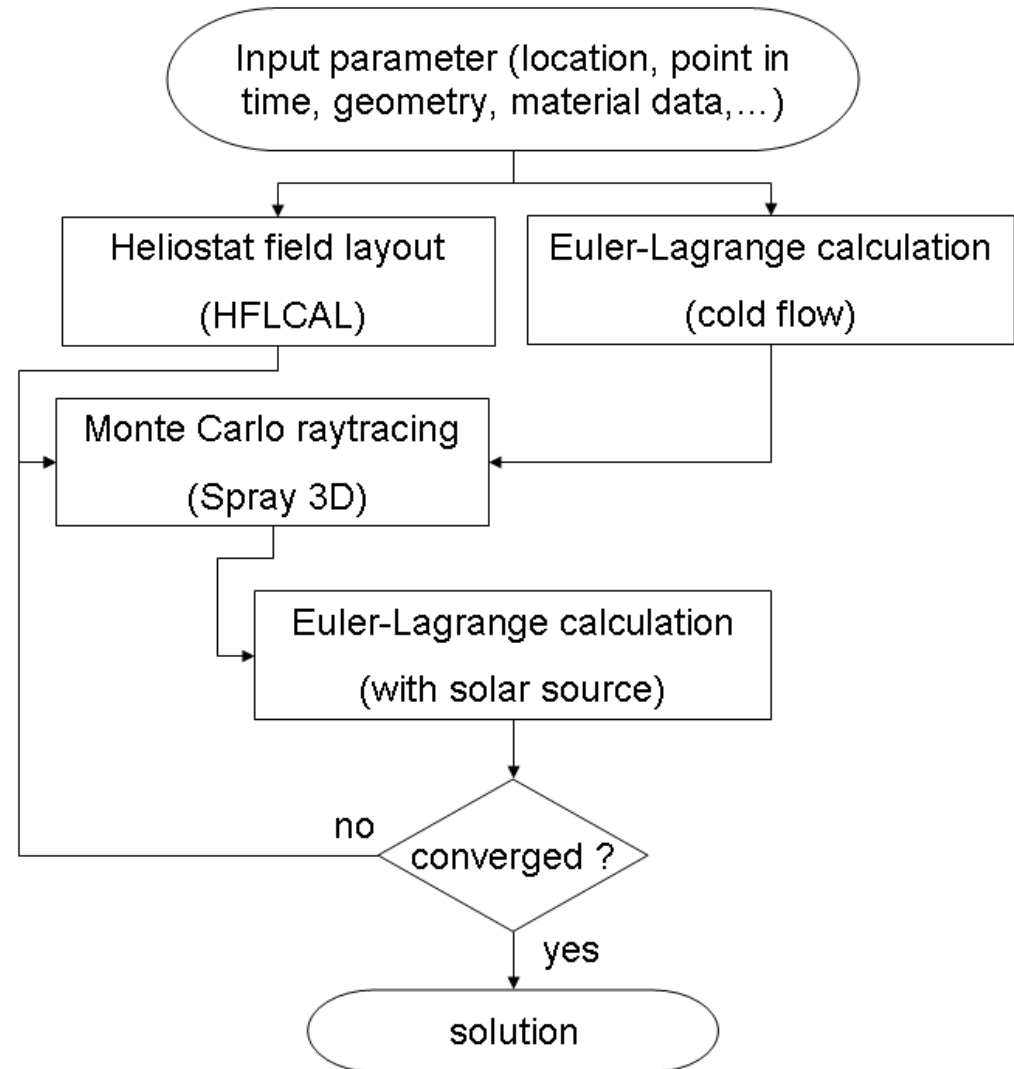 Input parameter (location, point in
time, geometry, material data,…)
Heliostat field layout
(HFLCAL)
Euler-Lagrange calculation
(cold flow)
Monte Carlo raytracing
(Spray 3D)
Euler-Lagrange calculation
(with solar source)
no
converged ?
yes
solution